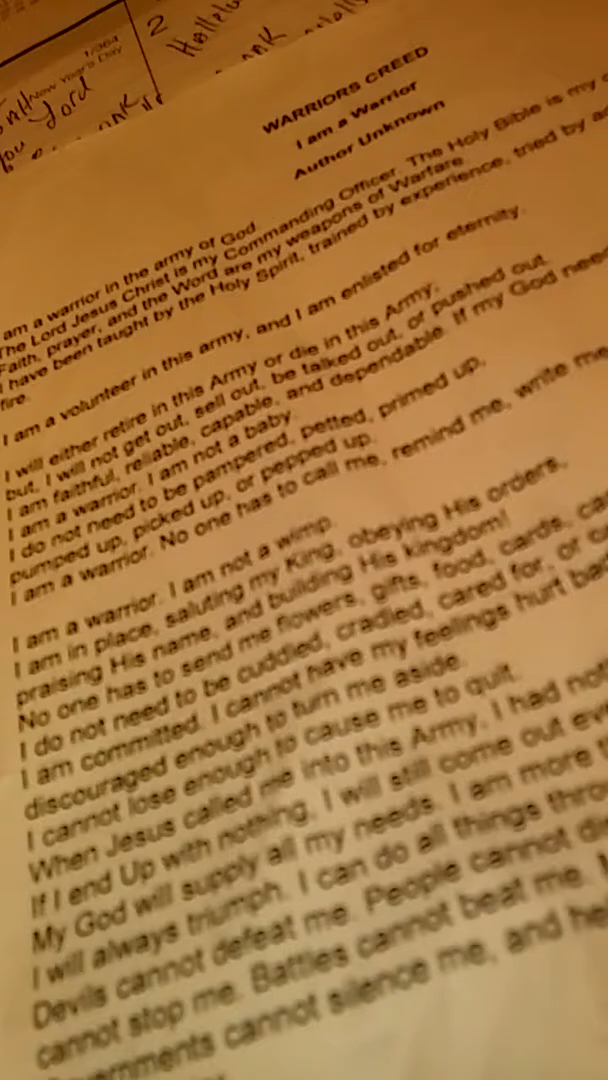 2
1/364
New Year's Day
you Lord
WARRIORS CREED
I am a Warrior
Author Unknown
am a warrior in the army of God
The Lord Jesus Christ is my Commanding Officer. The Holy Bible is my
Faith, prayer, and the Word are my weapons of Warfare
I have been taught by the Holy Spirit, trained by experience, tried by
fire.
I am a volunteer in this army, and I am enlisted for eternity.
I will either retire in this Army or die in this Army;
but, I will not get out, sell out, be talked out, or pushed out.
I am faithful, reliable, capable, and dependable. If my God
I am a warrior. I am not a baby.
I do not need to be pampered, petted, primed up,
pumped up, picked up, or pepped up.
I am a warrior. No one has to call me, remind me, write me
I am a warrior. I am not a wimp.
I am in place, saluting my King, obeying His orders,
praising His name, and building His kingdom!
No one has to send me flowers, gifts, food, cards,
I do not need to be cuddled, cradled, cared for, or
I am committed. I cannot have my feelings hurt
discouraged enough to turn me aside.
I cannot lose enough to cause me to quit.
When Jesus called me into this Army, I had
If I end Up with nothing, I will still come out
My God will supply all my needs. I am more
I will always triumph. I can do all things
Devils cannot defeat me. People cannot
cannot stop me. Battles cannot beat me.
cannot silence me, and